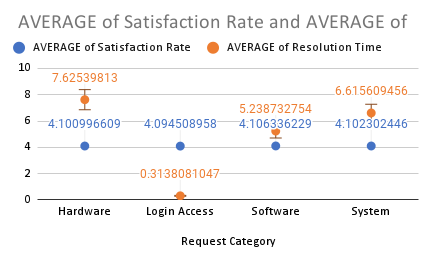 AVERAGE of Satisfaction Rate and AVERAGE of
AVERAGE of Satisfaction Rate AVERAGE of Resolution Time
10
7.62539813
8
6.615609456
5.238732754
6
4.100996609 4.094508958 4.106336229 4.102302446
4
2
0.3138081047
0
Hardware Login Access Software System
Request Category